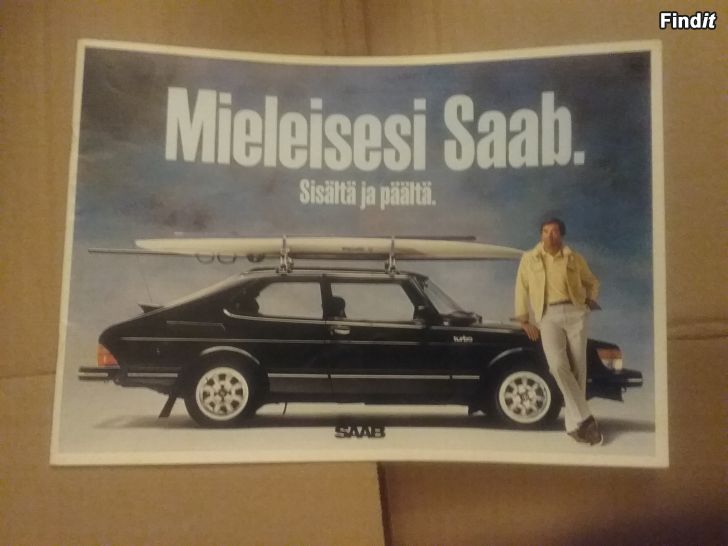 Findit
Mieleisesi Saab.
Sisältä ja päältä.
turbo
SAAB